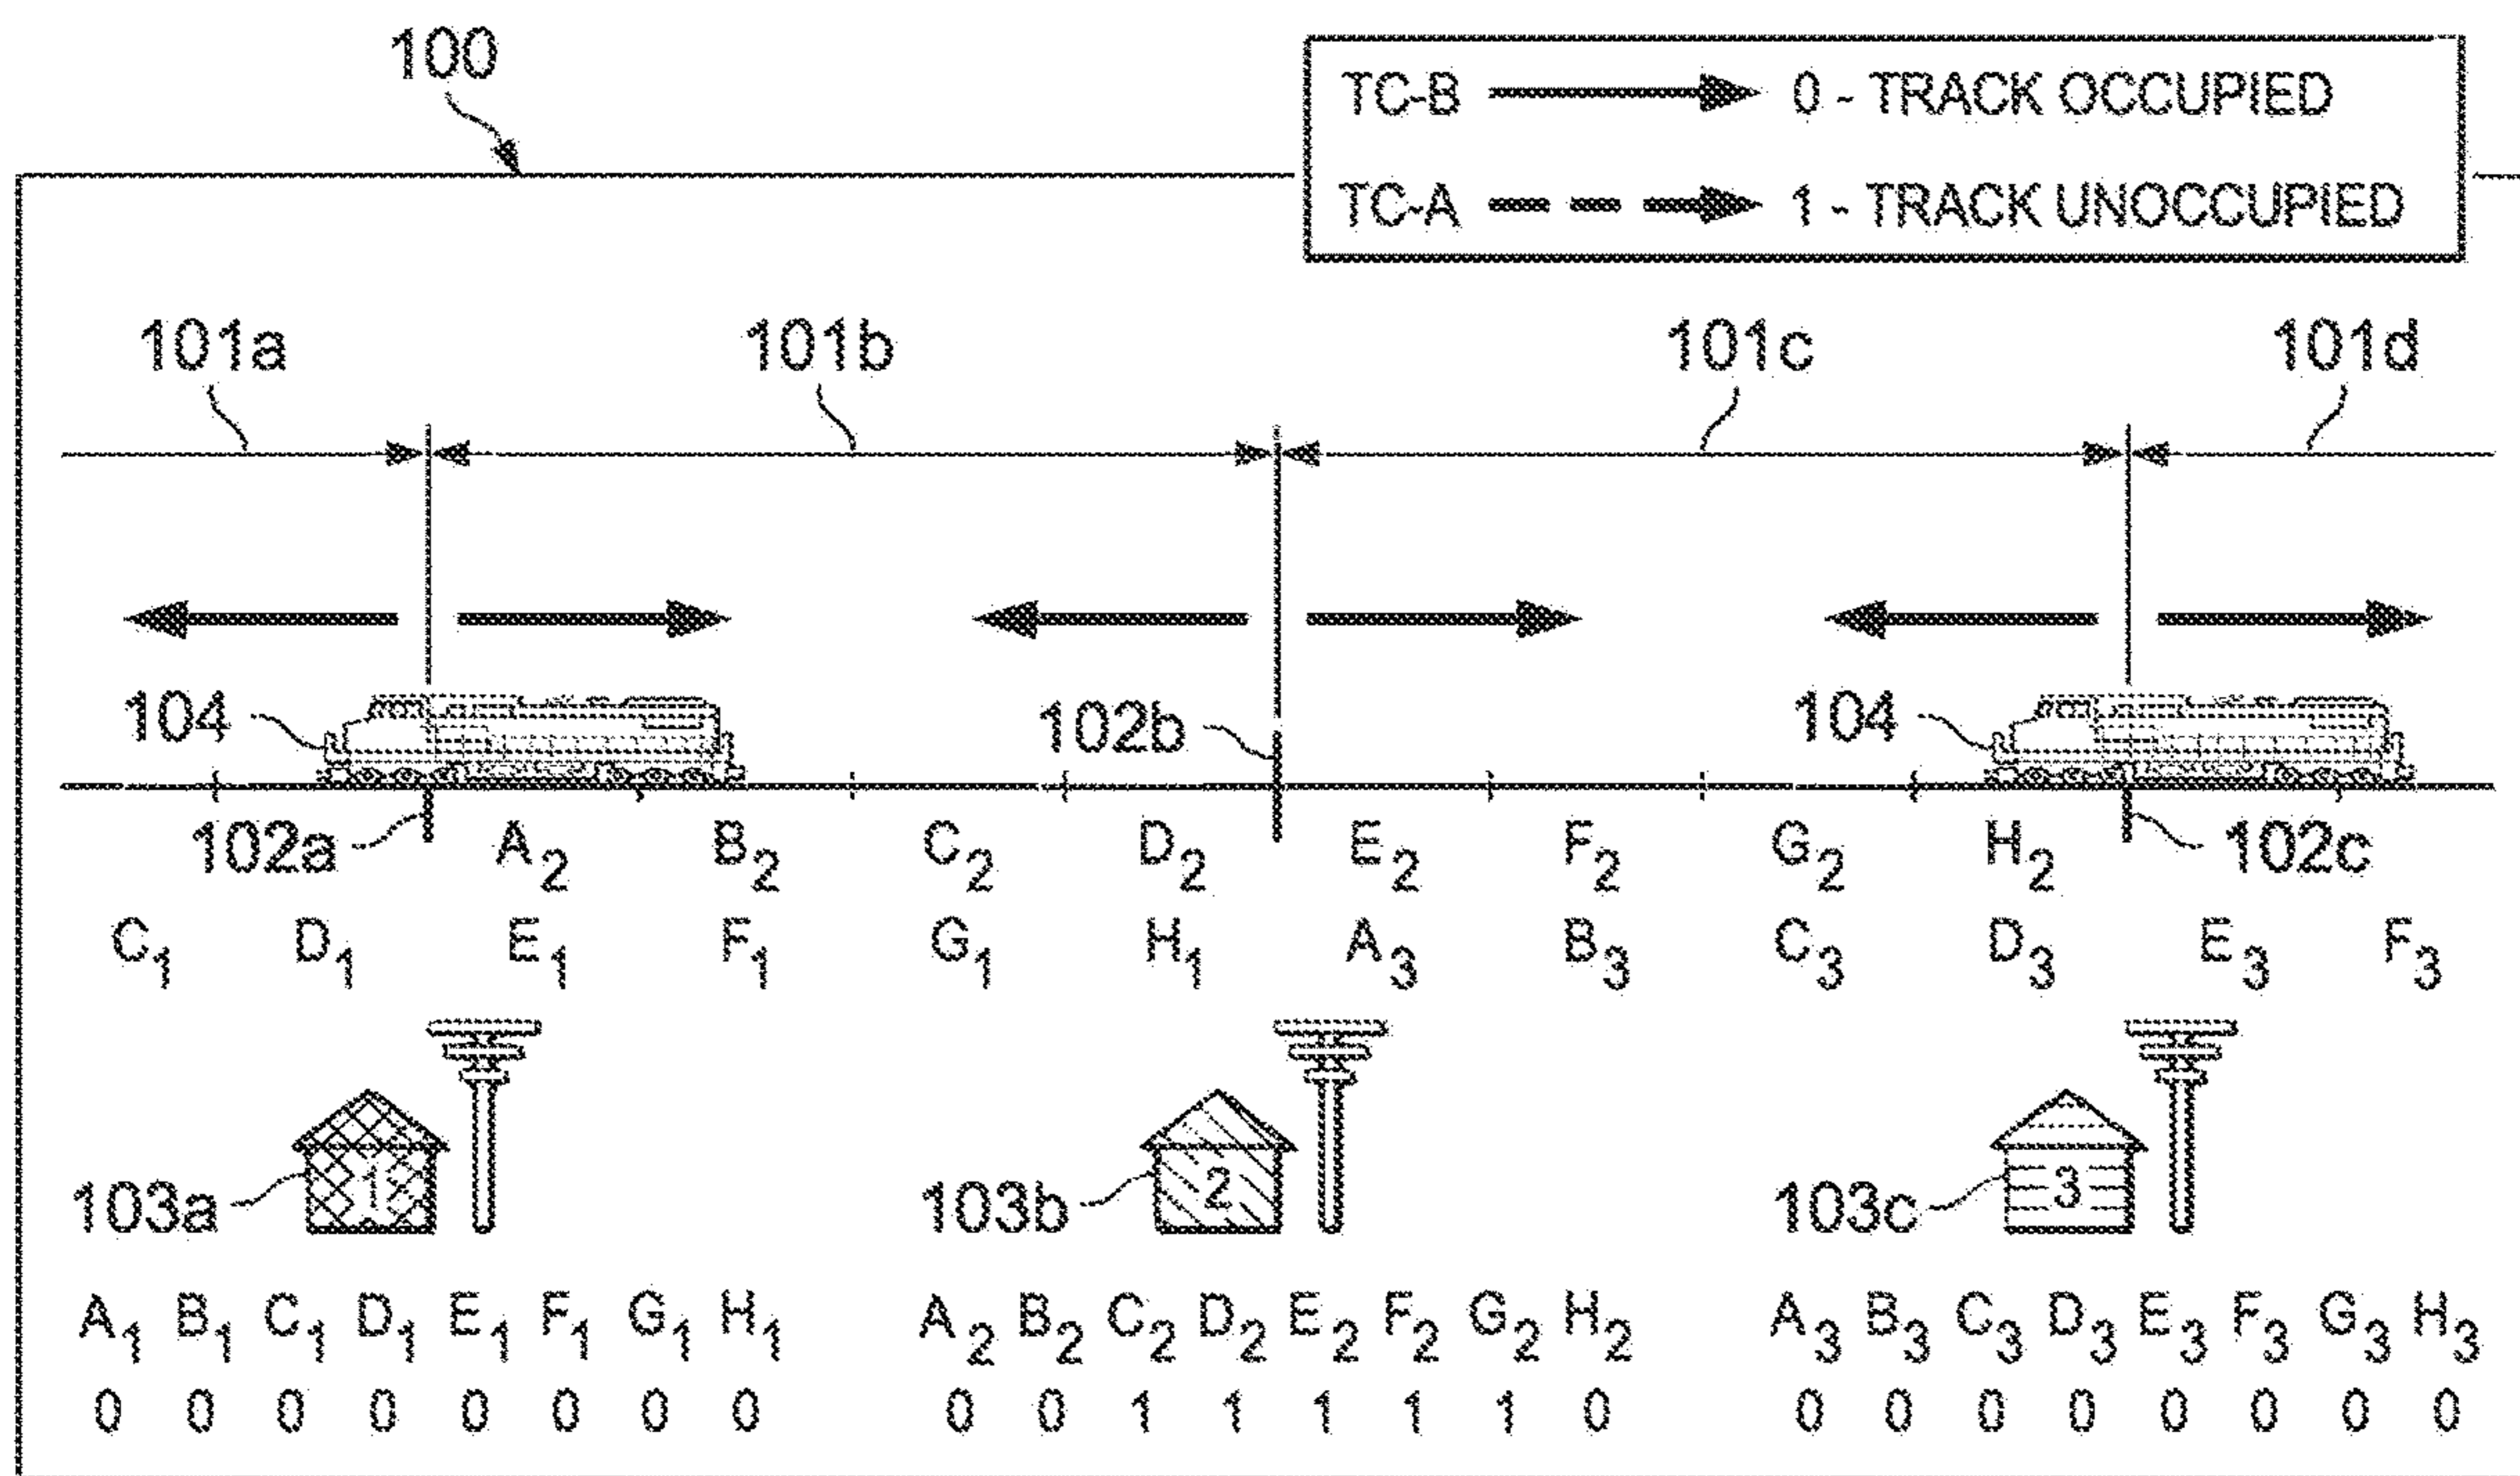 100
TC-B 0 - TRACK OCCUPIED
TC-A 1 - TRACK UNOCCUPIED
101a 101b 101c 101d
104 102b 104
102a A2 B2 C2 D2 E2 F2 G2 H2 102c
C1 D1 E1 F1 G1 H1 A3 B3 C3 D3 E3 F3
103a 1 103b 2 103c 3
A1 B1 C1 D1 E1 F1 G1 H1 A2 B2 C2 D2 E2 F2 G2 H2 A3 B3 C3 D3 E3 F3 G3 H3
0 0 0 0 0 0 0 0 0 0 1 1 1 1 1 0 0 0 0 0 0 0 0 0